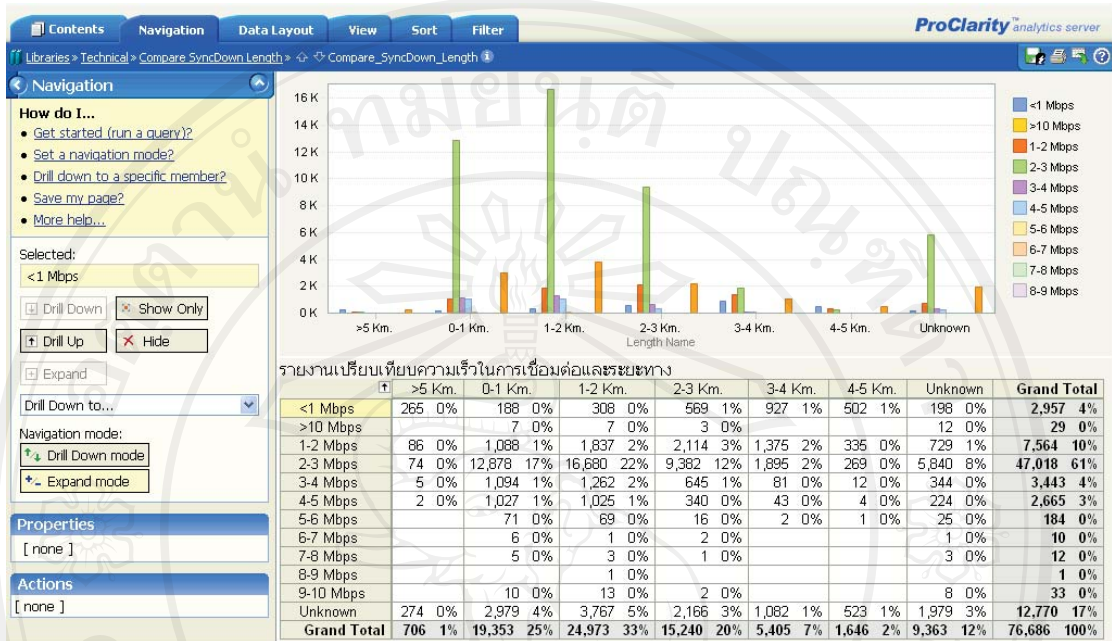 Contents Navigation Data Layout View Sort Filter
ProClarity™ analytics server
Libraries » Technical » Compare SyncDown Length » Compare_SyncDown_Length
Navigation
How do I...
• Get started (run a query)?
• Set a navigation mode?
• Drill down to a specific member?
• Save my page?
• More help...
Selected:
<1 Mbps
Drill Down Show Only
Drill Up Hide
Expand
Drill Down to...
Navigation mode:
Drill Down mode
Expand mode
Properties
[ none ]
Actions
[ none ]
16 K
14 K
12 K
10 K
8 K
6 K
4 K
2 K
0 K
>5 Km. 0-1 Km. 1-2 Km. 2-3 Km. 3-4 Km. 4-5 Km. Unknown
Length Name
<1 Mbps
>10 Mbps
1-2 Mbps
2-3 Mbps
3-4 Mbps
4-5 Mbps
5-6 Mbps
6-7 Mbps
7-8 Mbps
8-9 Mbps
รายงานเปรียบเทียบความเร็วในการเชื่อมต่อและระยะทาง
>5 Km. 0-1 Km. 1-2 Km. 2-3 Km. 3-4 Km. 4-5 Km. Unknown Grand Total
<1 Mbps 265 0% 188 0% 308 0% 569 1% 927 1% 502 1% 198 0% 2,957 4%
>10 Mbps 7 0% 7 0% 3 0% 12 0% 29 0%
1-2 Mbps 86 0% 1,088 1% 1,837 2% 2,114 3% 1,375 2% 335 0% 729 1% 7,564 10%
2-3 Mbps 74 0% 12,878 17% 16,680 22% 9,382 12% 1,895 2% 269 0% 5,840 8% 47,018 61%
3-4 Mbps 5 0% 1,094 1% 1,262 2% 645 1% 81 0% 12 0% 344 0% 3,443 4%
4-5 Mbps 2 0% 1,027 1% 1,025 1% 340 0% 43 0% 4 0% 224 0% 2,665 3%
5-6 Mbps 71 0% 69 0% 16 0% 2 0% 1 0% 25 0% 184 0%
6-7 Mbps 6 0% 1 0% 2 0% 1 0% 10 0%
7-8 Mbps 5 0% 3 0% 1 0% 3 0% 12 0%
8-9 Mbps 1 0% 1 0%
9-10 Mbps 10 0% 13 0% 2 0% 8 0% 33 0%
Unknown 274 0% 2,979 4% 3,767 5% 2,166 3% 1,082 1% 523 1% 1,979 3% 12,770 17%
Grand Total 706 1% 19,353 25% 24,973 33% 15,240 20% 5,405 7% 1,646 2% 9,363 12% 76,686 100%